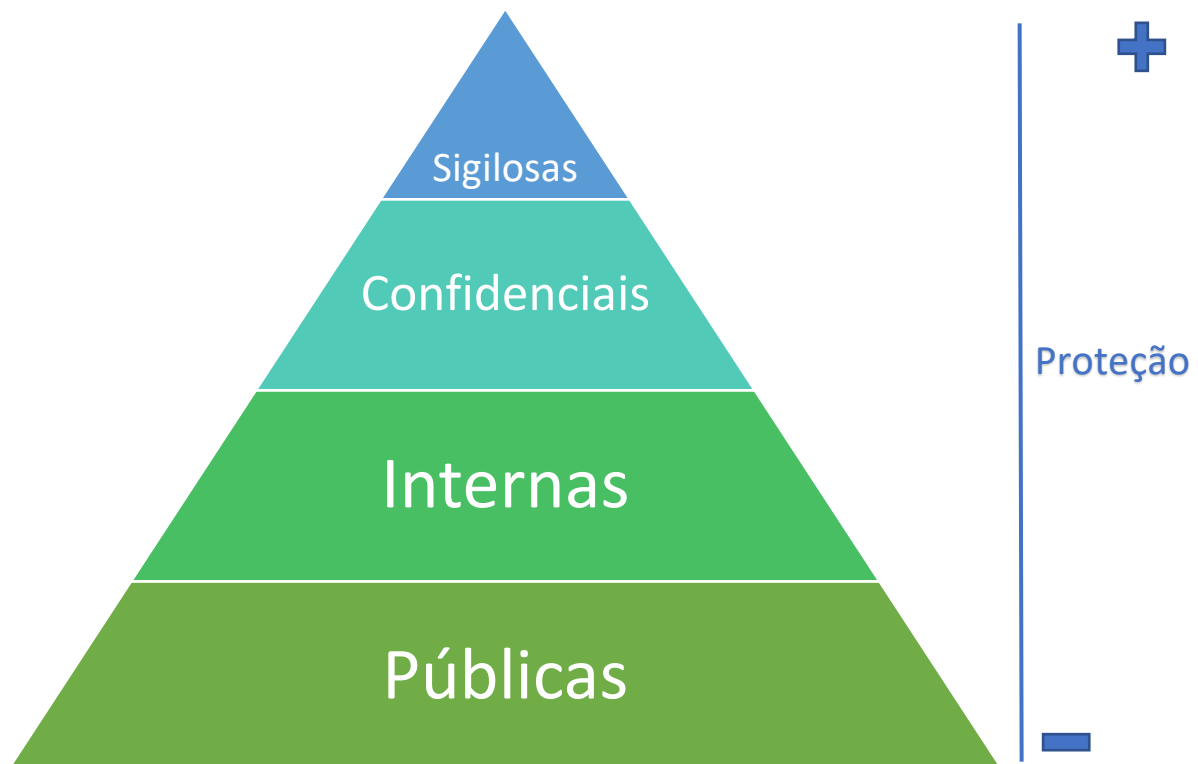 Sigilosas
Confidenciais
Proteção
Internas
Públicas